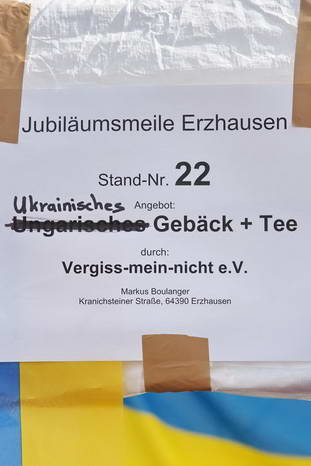 Jubiläumsmeile Erzhausen
Stand-Nr. 22
Ukrainisches Angebot:
Ungarisches Gebäck + Tee
durch:
Vergiss-mein-nicht e.V.
Markus Boulanger
Kranichsteiner Straße, 64390 Erzhausen